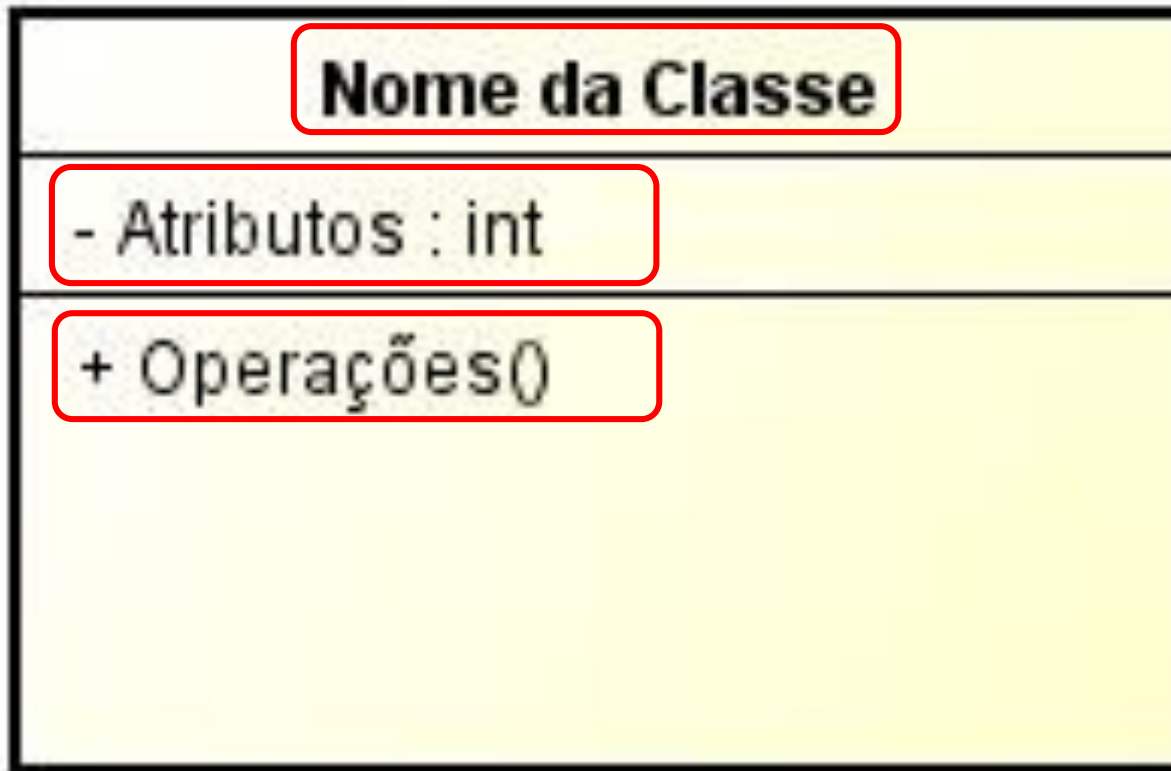 Nome da Classe
- Atributos : int
+ Operações()